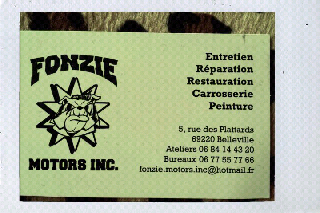 FONZIE
MOTORS INC.
Entretien
Réparation
Restauration
Carrosserie
Peinture
5, rue des Flattards
69220 Belleville
Ateliers 06 84 14 43 20
Bureaux 06 77 55 77 66
fonzie.motors.inc@hotmail.fr